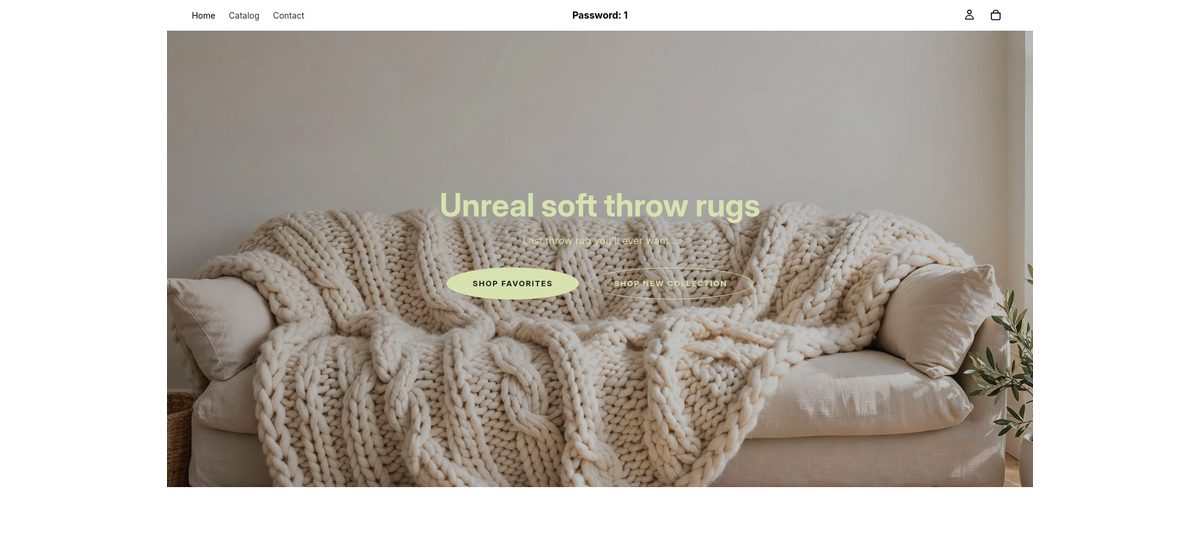 Home Catalog Contact Password: 1
Unreal soft throw rugs
Last throw rug you'll ever want...
SHOP FAVORITES SHOP NEW COLLECTION